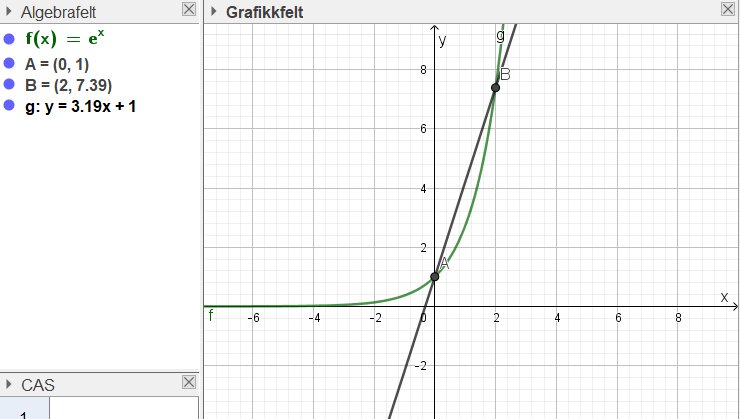 Algebrafelt
f(x) = eˣ
A = (0, 1)
B = (2, 7.39)
g: y = 3.19x + 1
CAS
1
Grafikkfelt
y
g
8
B
6
4
2
A
x
f
-6
-4
-2
0
2
4
6
8
-2